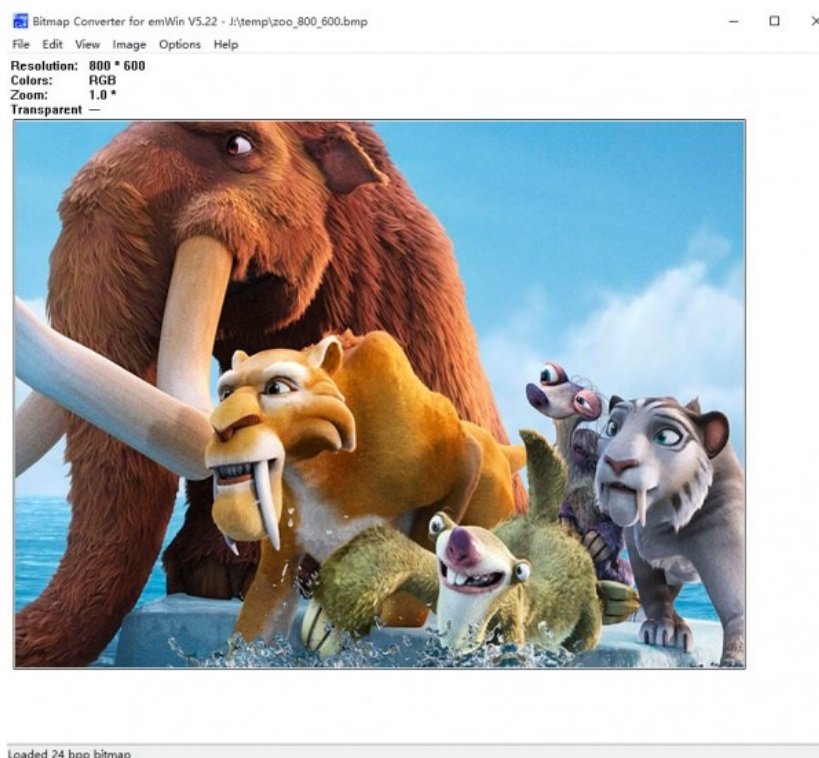 Bitmap Converter for emWin V5.22 - J:\temp\zoo_800_600.bmp
File Edit View Image Options Help
Resolution: 800 * 600
Colors: RGB
Zoom: 1.0 *
Transparent —
Loaded 24 bpp bitmap